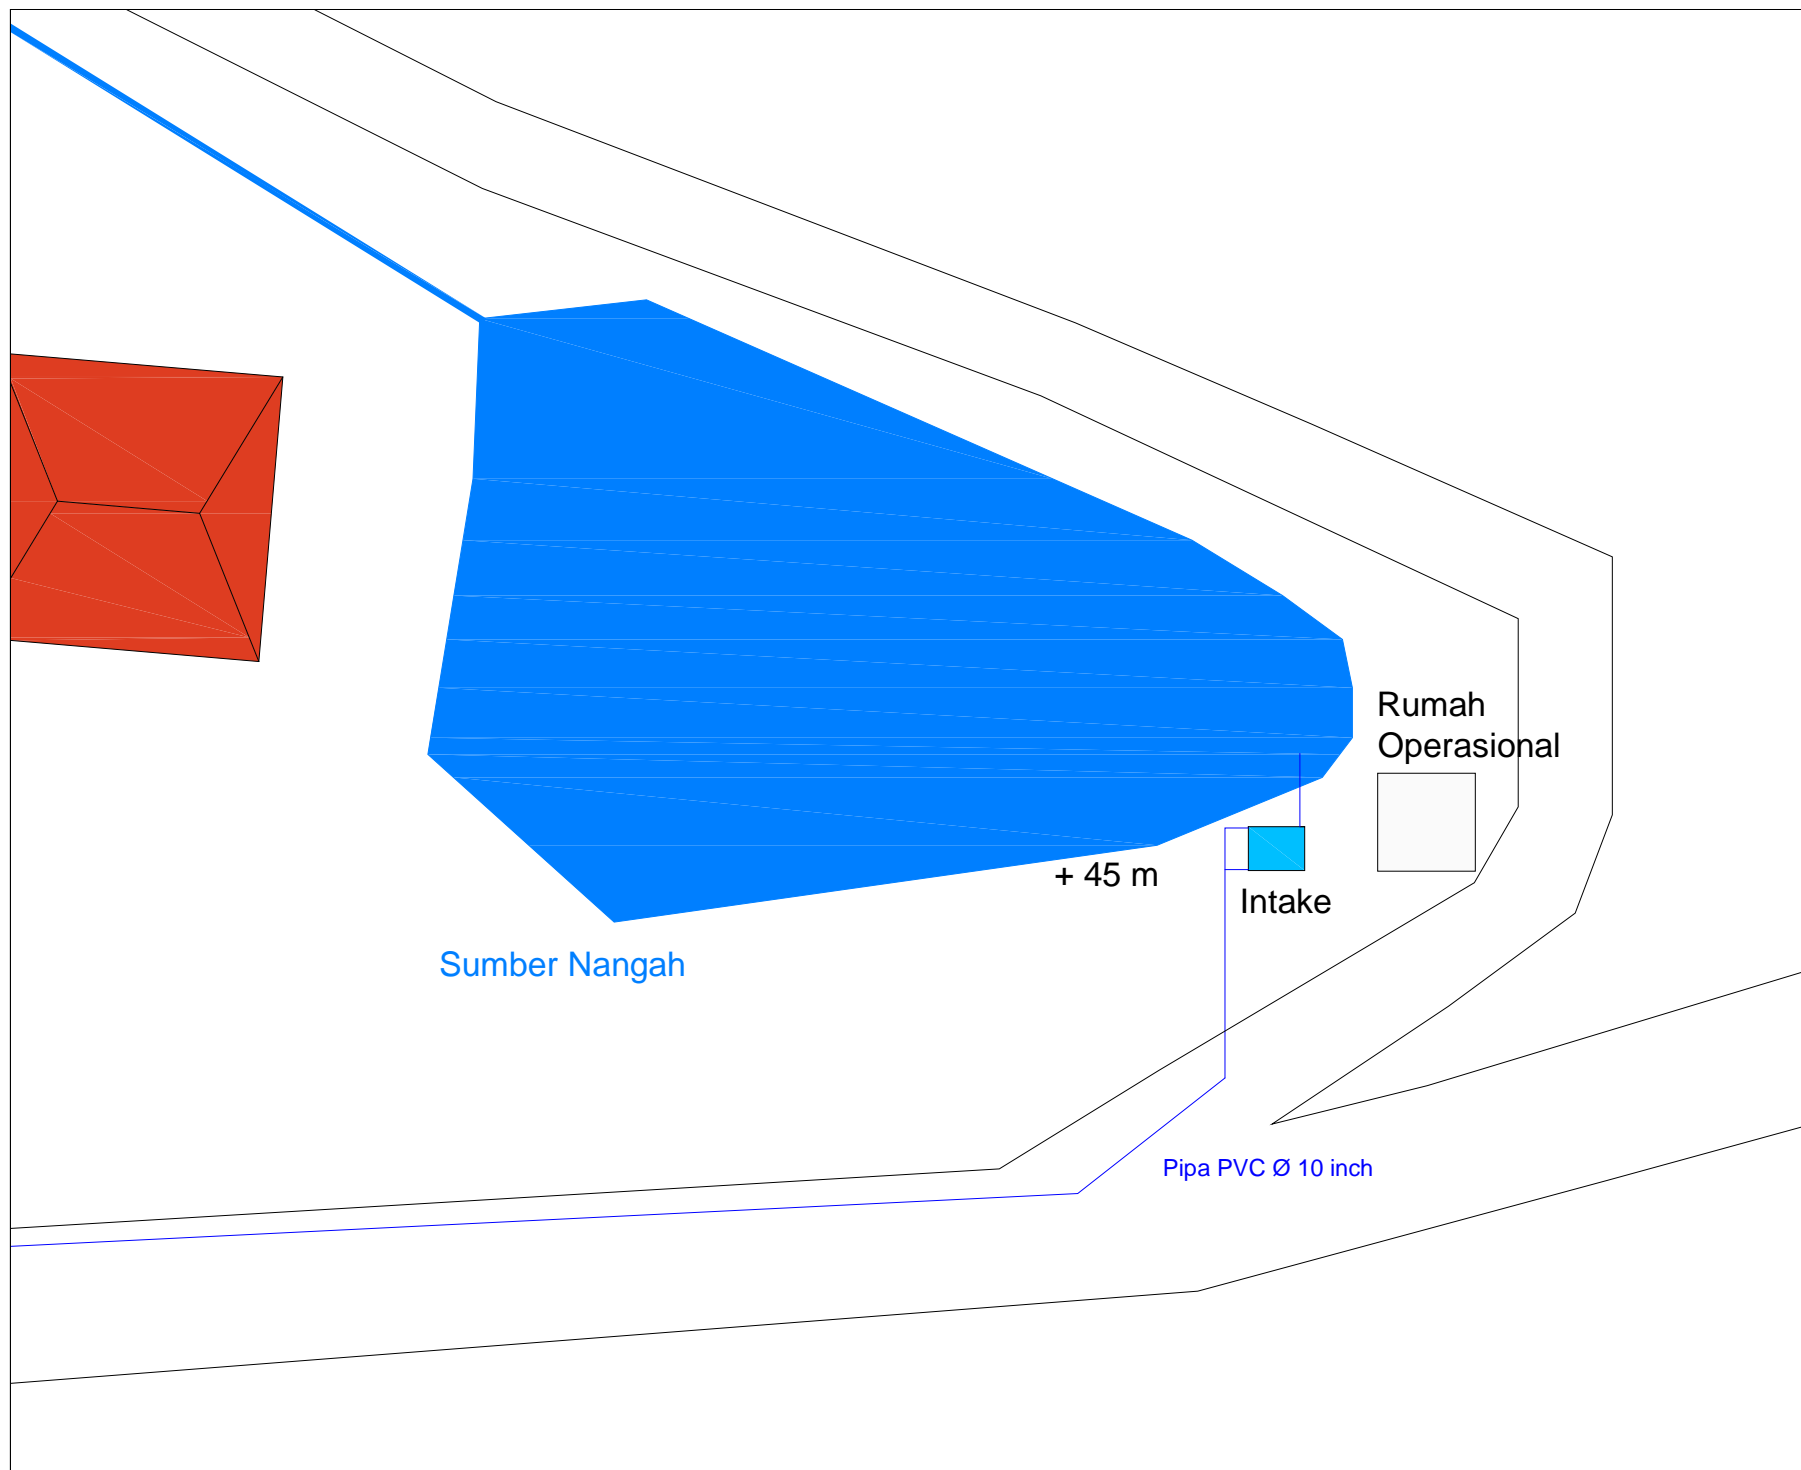 Rumah
Operasional
+ 45 m
Intake
Sumber Nangah
Pipa PVC Ø 10 inch